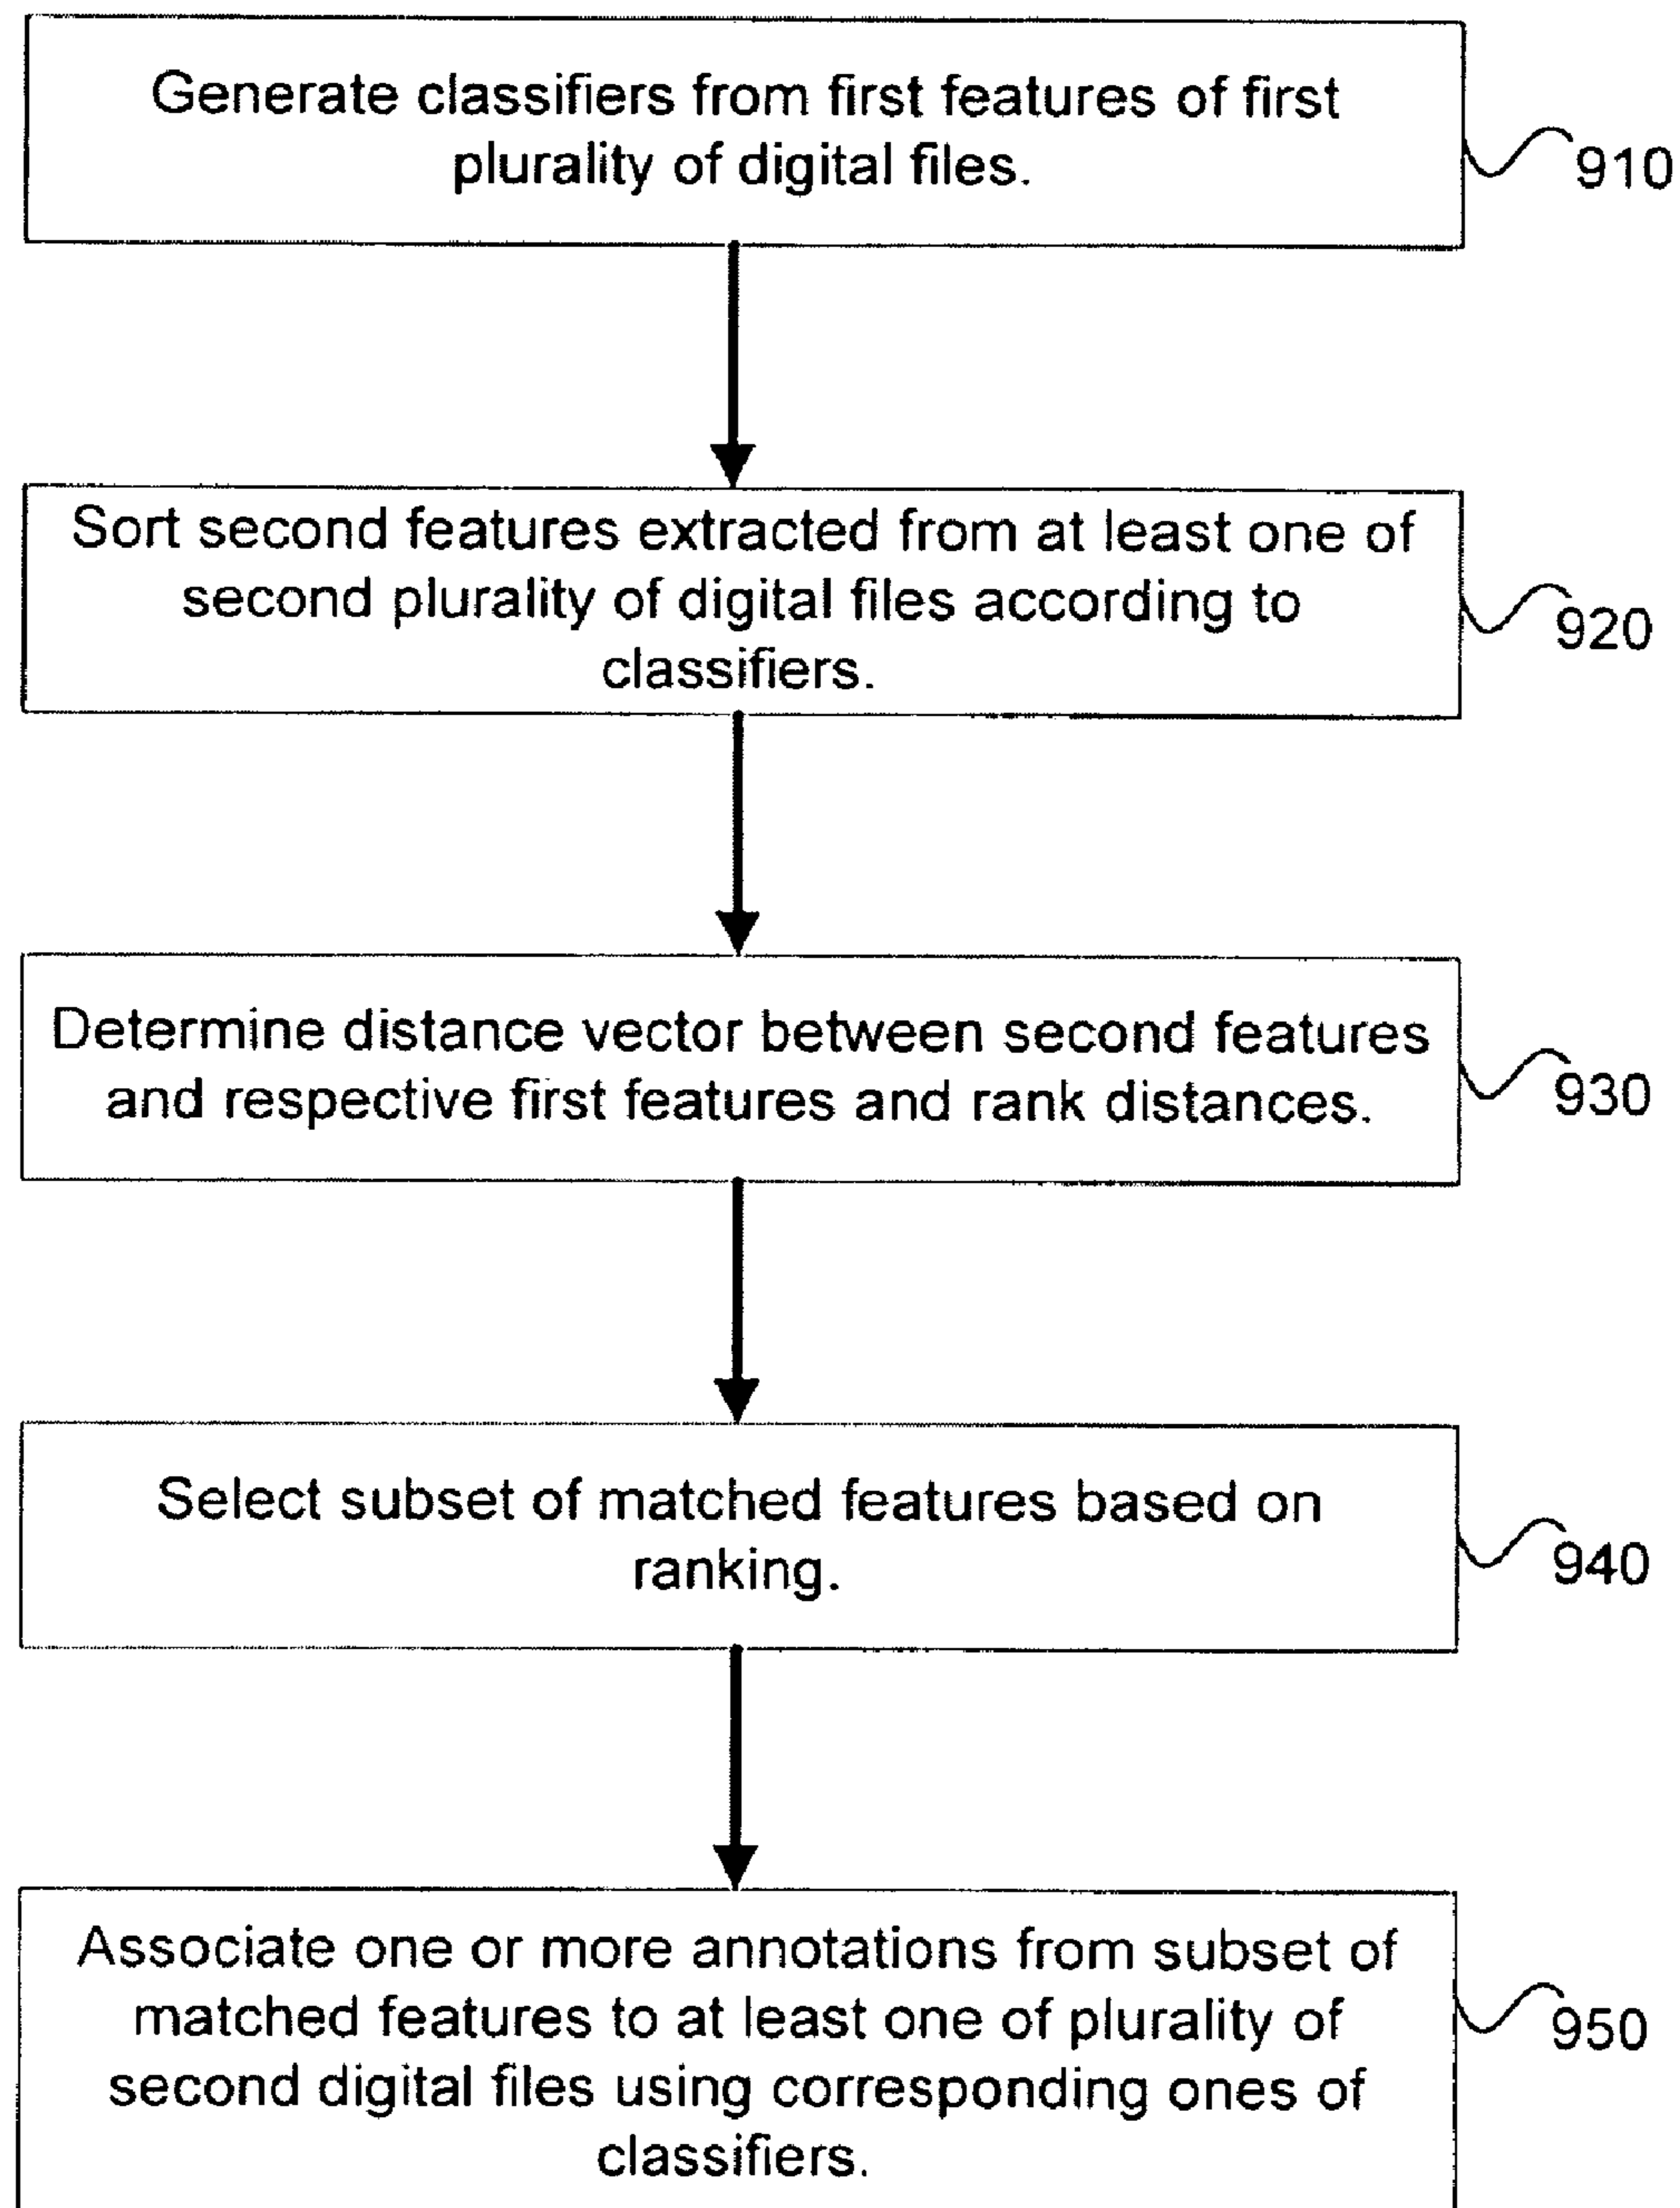 Generate classifiers from first features of first
plurality of digital files.
910
Sort second features extracted from at least one of
second plurality of digital files according to
classifiers.
920
Determine distance vector between second features
and respective first features and rank distances.
930
Select subset of matched features based on
ranking.
940
Associate one or more annotations from subset of
matched features to at least one of plurality of
second digital files using corresponding ones of
classifiers.
950